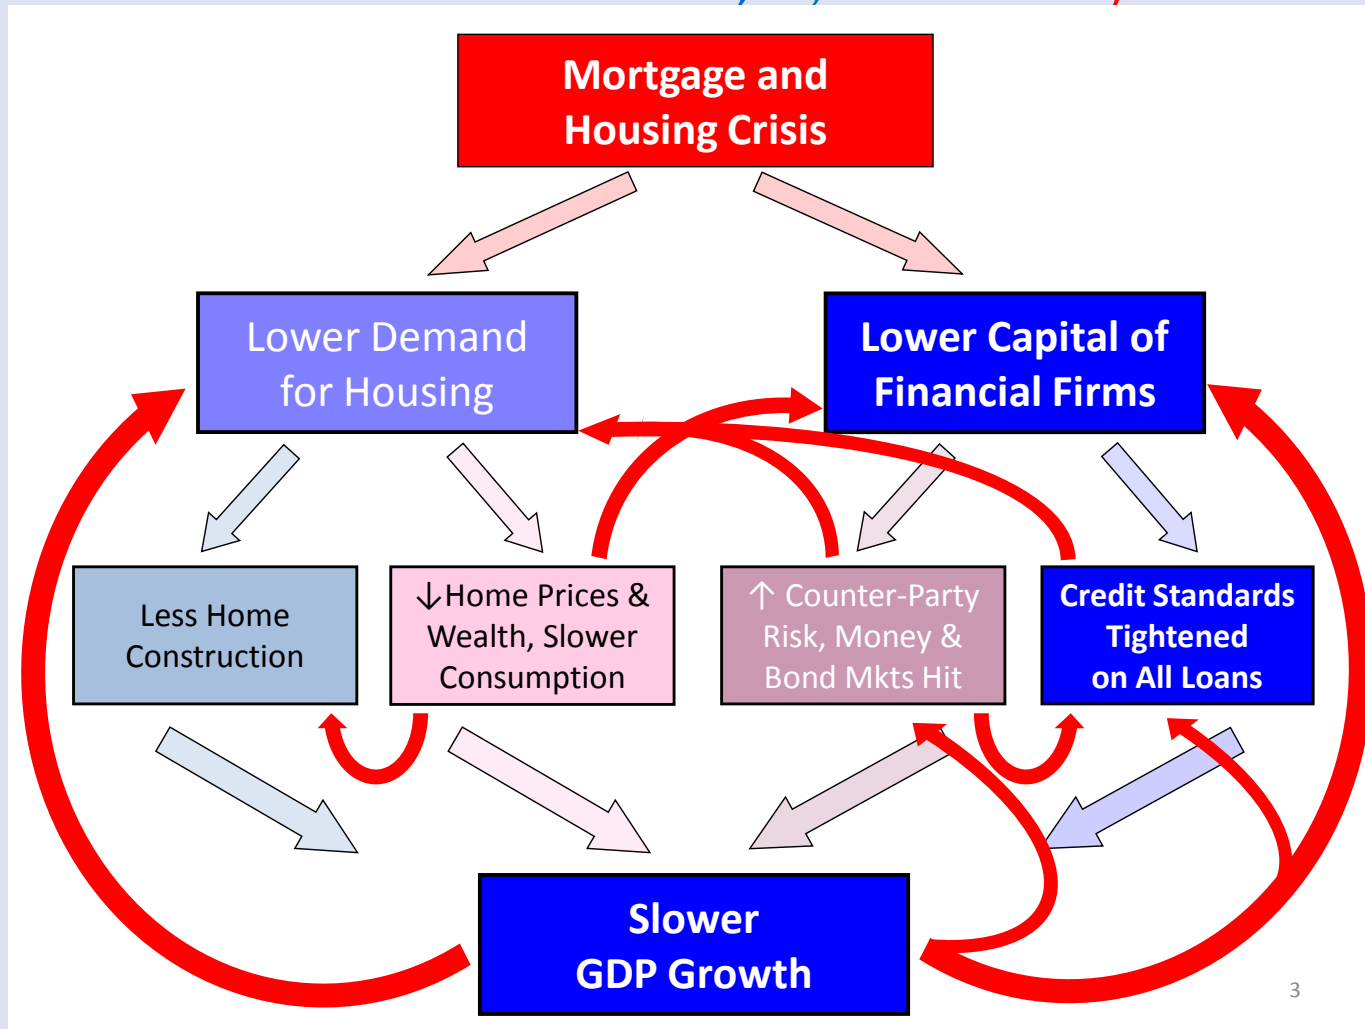 Mortgage and
Housing Crisis
Lower Demand
for Housing
Lower Capital of
Financial Firms
Less Home
Construction
↓Home Prices &
Wealth, Slower
Consumption
↑ Counter-Party
Risk, Money &
Bond Mkts Hit
Credit Standards
Tightened
on All Loans
Slower
GDP Growth
3